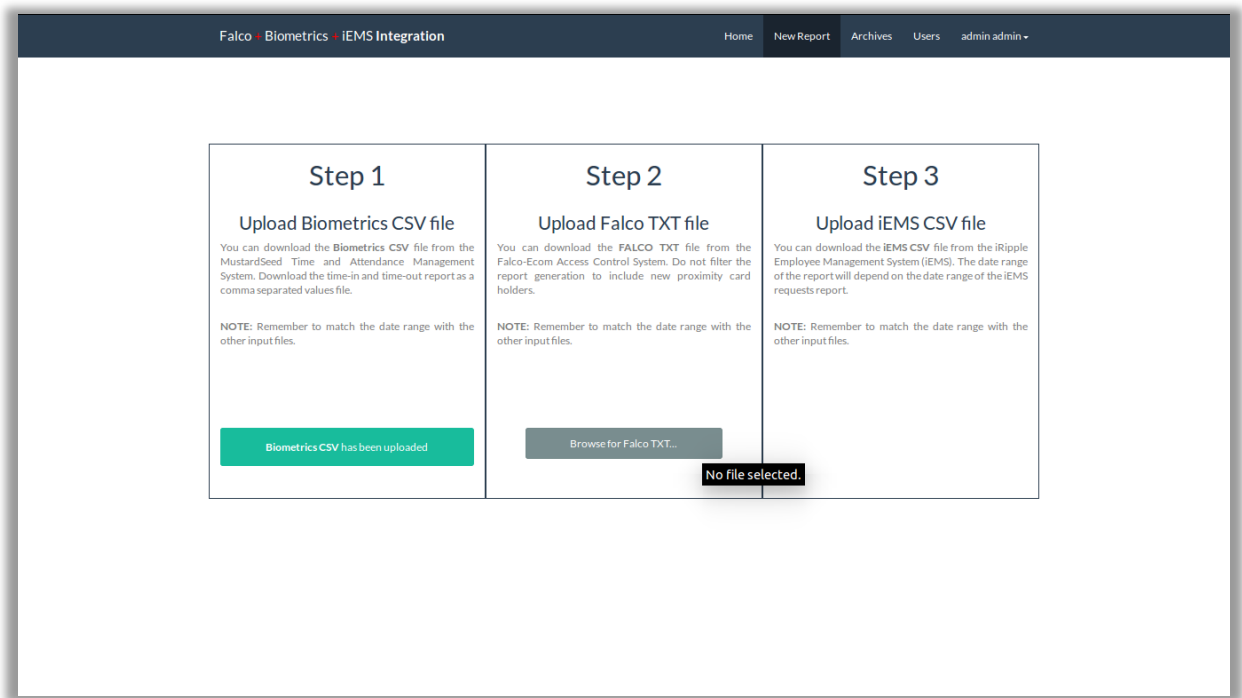 Falco + Biometrics + iEMS Integration
Home New Report Archives Users admin admin
Step 1
Upload Biometrics CSV file
You can download the Biometrics CSV file from the
MustardSeed Time and Attendance Management
System. Download the time-in and time-out report as a
comma separated values file.
NOTE: Remember to match the date range with the
other input files.
Biometrics CSV has been uploaded
Step 2
Upload Falco TXT file
You can download the FALCO TXT file from the
Falco-Ecom Access Control System. Do not filter the
report generation to include new proximity card
holders.
NOTE: Remember to match the date range with the
other input files.
Browse for Falco TXT...
No file selected.
Step 3
Upload iEMS CSV file
You can download the iEMS CSV file from the iRipple
Employee Management System (iEMS). The date range
of the report will depend on the date range of the iEMS
requests report.
NOTE: Remember to match the date range with the
other input files.